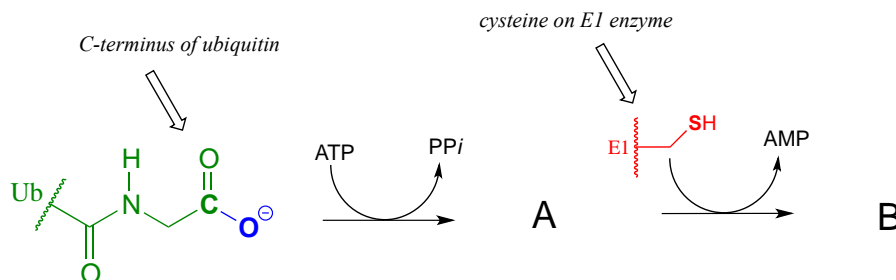 cysteine on E1 enzyme
C-terminus of ubiquitin
ATP
PPi
E1
SH
AMP
Ub
H
N
O
C
O⊖
O
A
B